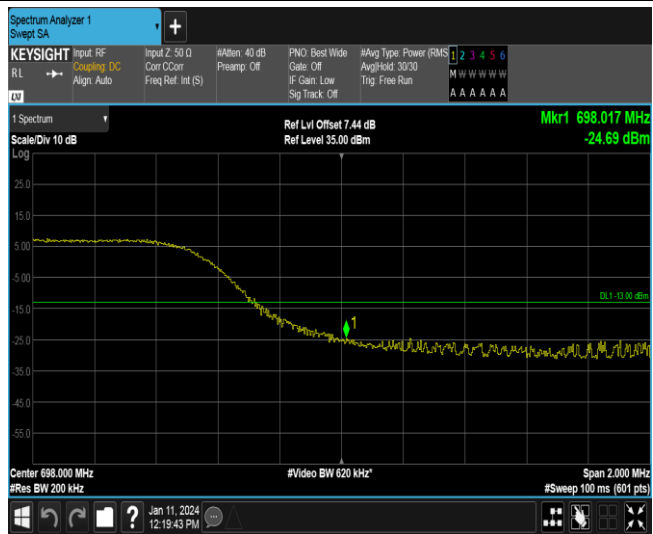 Spectrum Analyzer 1
Swept SA
+
KEYSIGHT
RL
LXI
Input: RF
Coupling: DC
Align: Auto
Input Z: 50 Ω
Corr CCorr
Freq Ref: Int (S)
#Atten: 40 dB
Preamp: Off
PNO: Best Wide
Gate: Off
IF Gain: Low
Sig Track: Off
#Avg Type: Power (RMS
Avg|Hold: 30/30
Trig: Free Run
1 2 3 4 5 6
M W W W W W
A A A A A A
1 Spectrum
Scale/Div 10 dB
Log
Ref Lvl Offset 7.44 dB
Ref Level 35.00 dBm
Mkr1 698.017 MHz
-24.69 dBm
25.0
15.0
5.00
-5.00
DL1 -13.00 dBm
-15.0
1
-25.0
-35.0
-45.0
-55.0
Center 698.000 MHz
#Video BW 620 kHz*
Span 2.000 MHz
#Res BW 200 kHz
#Sweep 100 ms (601 pts)
?
Jan 11, 2024
12:19:43 PM